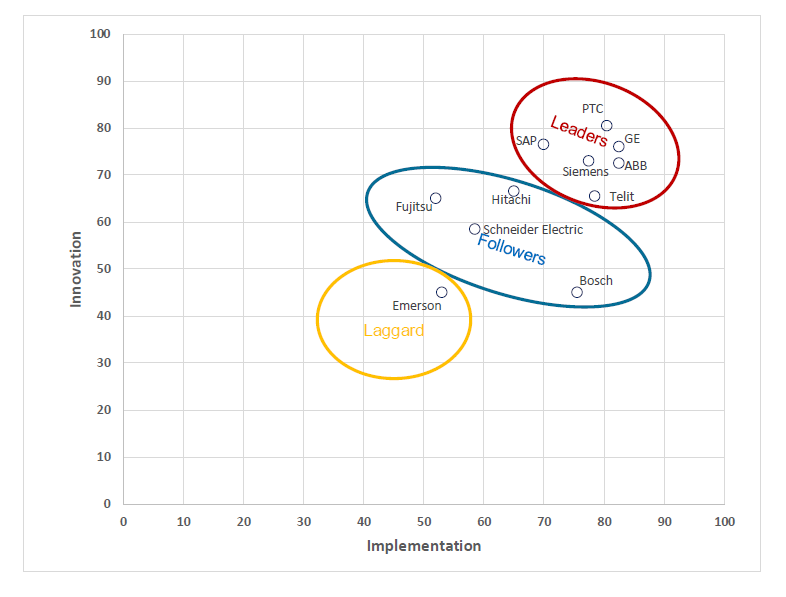 100
90
80
70
60
50
40
30
20
10
0
Innovation
PTC
Leaders
SAP
GE
Siemens
ABB
Telit
Hitachi
Fujitsu
Schneider Electric
Followers
Bosch
Emerson
Laggard
0 10 20 30 40 50 60 70 80 90 100
Implementation